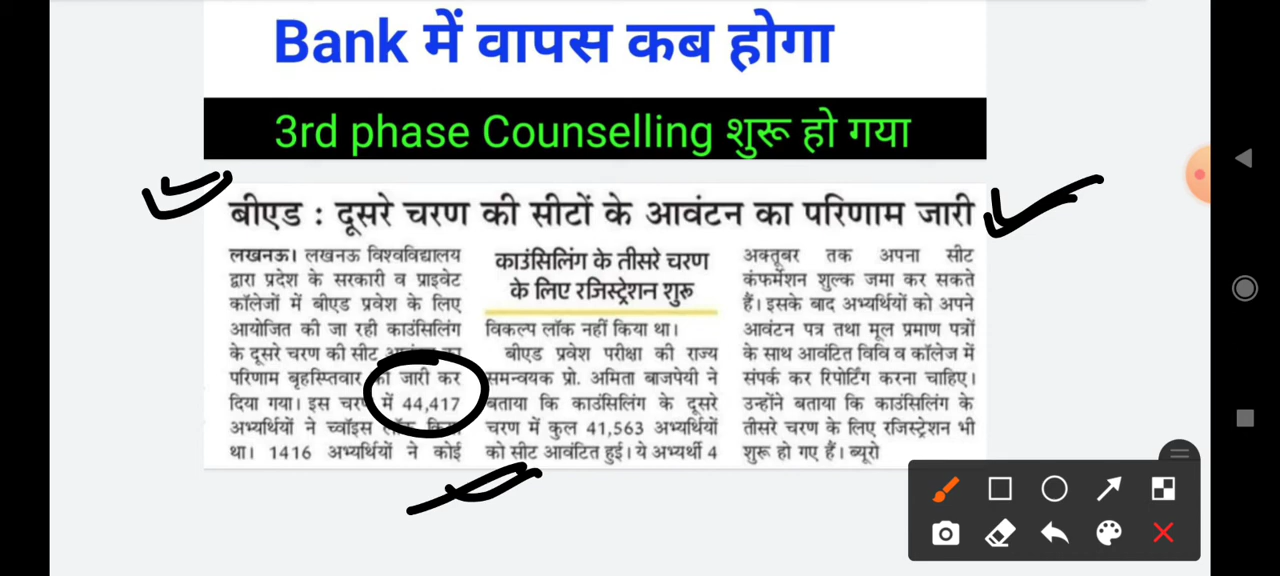 Bank में वापस कब होगा
3rd phase Counselling शुरू हो गया
बीएड : दूसरे चरण की सीटों के आवंटन का परिणाम जारी
लखनऊ। लखनऊ विश्वविद्यालय
द्वारा प्रदेश के सरकारी व प्राइवेट
कॉलेजों में बीएड प्रवेश के लिए
आयोजित की जा रही काउंसिलिंग
के दूसरे चरण की सीट आवंटन का
परिणाम बृहस्पतिवार को जारी कर
दिया गया। इस चरण में 44,417
अभ्यर्थियों ने च्वॉइस लॉक किया
था। 1416 अभ्यर्थियों ने कोई
काउंसिलिंग के तीसरे चरण
के लिए रजिस्ट्रेशन शुरू
विकल्प लॉक नहीं किया था।
बीएड प्रवेश परीक्षा की राज्य
समन्वयक प्रो. अमिता बाजपेयी ने
बताया कि काउंसिलिंग के दूसरे
चरण में कुल 41,563 अभ्यर्थियों
को सीट आवंटित हुई। ये अभ्यर्थी 4
अक्तूबर तक अपना सीट
कंफर्मेशन शुल्क जमा कर सकते
हैं। इसके बाद अभ्यर्थियों को अपने
आवंटन पत्र तथा मूल प्रमाण पत्रों
के साथ आवंटित विवि व कॉलेज में
संपर्क कर रिपोर्टिंग करना चाहिए।
उन्होंने बताया कि काउंसिलिंग के
तीसरे चरण के लिए रजिस्ट्रेशन भी
शुरू हो गए हैं। ब्यूरो